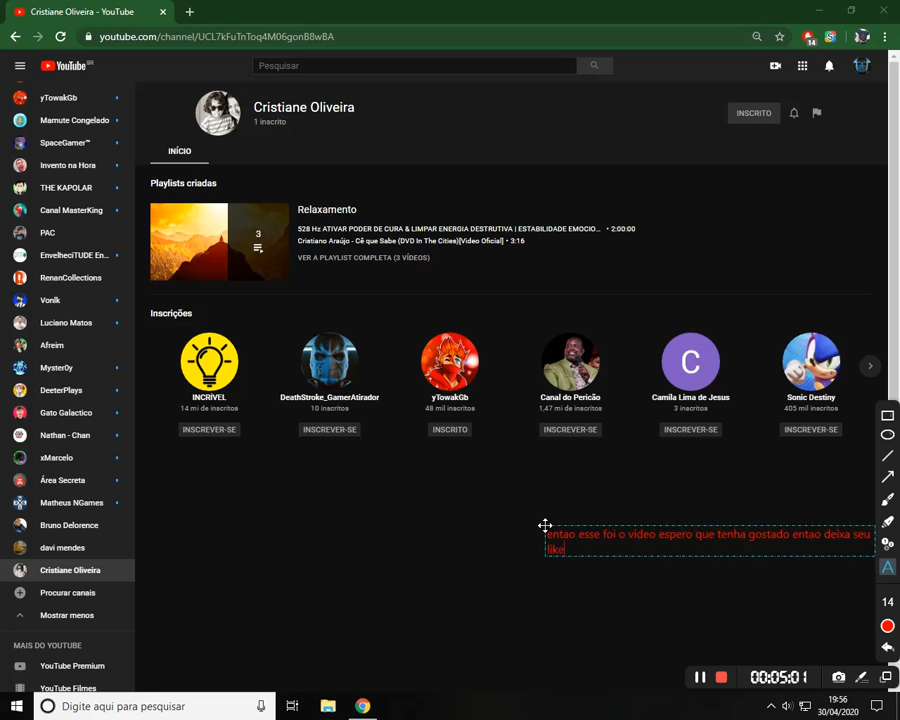 Cristiane Oliveira - YouTube
youtube.com/channel/UCL7kFuTnToq4M06gonB8wBA
14
YouTube BR
Pesquisar
yTowakGb
Mamute Congelado
SpaceGamer™
Invento na Hora
THE KAPOLAR
Canal MasterKing
PAC
EnvelheciTUDE En...
RenanCollections
Vonlk
Luciano Matos
Afreim
Myster0y
DeeterPlays
Gato Galactico
Nathan - Chan
xMarcelo
Área Secreta
Matheus NGames
Bruno Delorence
davi mendes
Cristiane Oliveira
Procurar canais
Mostrar menos
MAIS DO YOUTUBE
YouTube Premium
YouTube Filmes
Cristiane Oliveira
1 inscrito
INSCRITO
INÍCIO
Playlists criadas
3
Relaxamento
528 Hz ATIVAR PODER DE CURA & LIMPAR ENERGIA DESTRUTIVA | ESTABILIDADE EMOCIO... • 2:00:00
Cristiano Araújo - Cê que Sabe (DVD In The Cities)[Vídeo Oficial] • 3:16
VER A PLAYLIST COMPLETA (3 VÍDEOS)
Inscrições
C
INCRÍVEL DeathStroke_GamerAtirador yTowakGb Canal do Pericão Camila Lima de Jesus Sonic Destiny
14 mi de inscritos 10 inscritos 48 mil inscritos 1,47 mi de inscritos 3 inscritos 405 mil inscritos
INSCREVER-SE INSCREVER-SE INSCRITO INSCREVER-SE INSCREVER-SE INSCREVER-SE
entao esse foi o video espero que tenha gostado entao deixa seu
like
A
14
00:05:01
Digite aqui para pesquisar
19:56
30/04/2020